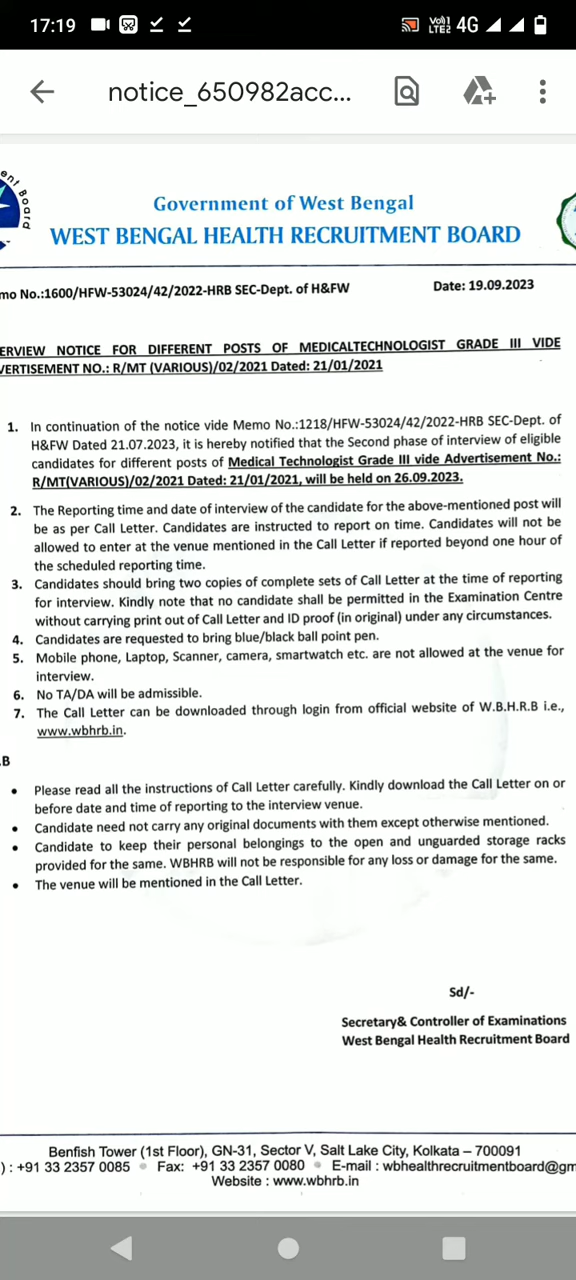 17:19 Vo)) LTE2 4G
notice_650982acc...
ent Board
Government of West Bengal
WEST BENGAL HEALTH RECRUITMENT BOARD
mo No.:1600/HFW-53024/42/2022-HRB SEC-Dept. of H&FW Date: 19.09.2023
ERVIEW NOTICE FOR DIFFERENT POSTS OF MEDICALTECHNOLOGIST GRADE III VIDE
VERTISEMENT NO.: R/MT (VARIOUS)/02/2021 Dated: 21/01/2021
1. In continuation of the notice vide Memo No.:1218/HFW-53024/42/2022-HRB SEC-Dept. of
H&FW Dated 21.07.2023, it is hereby notified that the Second phase of interview of eligible
candidates for different posts of Medical Technologist Grade III vide Advertisement No.:
R/MT(VARIOUS)/02/2021 Dated: 21/01/2021, will be held on 26.09.2023.
2. The Reporting time and date of interview of the candidate for the above-mentioned post will
be as per Call Letter. Candidates are instructed to report on time. Candidates will not be
allowed to enter at the venue mentioned in the Call Letter if reported beyond one hour of
the scheduled reporting time.
3. Candidates should bring two copies of complete sets of Call Letter at the time of reporting
for interview. Kindly note that no candidate shall be permitted in the Examination Centre
without carrying print out of Call Letter and ID proof (in original) under any circumstances.
4. Candidates are requested to bring blue/black ball point pen.
5. Mobile phone, Laptop, Scanner, camera, smartwatch etc. are not allowed at the venue for
interview.
6. No TA/DA will be admissible.
7. The Call Letter can be downloaded through login from official website of W.B.H.R.B i.e.,
www.wbhrb.in.
.B
• Please read all the instructions of Call Letter carefully. Kindly download the Call Letter on or
before date and time of reporting to the interview venue.
• Candidate need not carry any original documents with them except otherwise mentioned.
• Candidate to keep their personal belongings to the open and unguarded storage racks
provided for the same. WBHRB will not be responsible for any loss or damage for the same.
• The venue will be mentioned in the Call Letter.
Sd/-
Secretary& Controller of Examinations
West Bengal Health Recruitment Board
Benfish Tower (1st Floor), GN-31, Sector V, Salt Lake City, Kolkata – 700091
) : +91 33 2357 0085 • Fax: +91 33 2357 0080 • E-mail : wbhealthrecruitmentboard@gm
Website : www.wbhrb.in